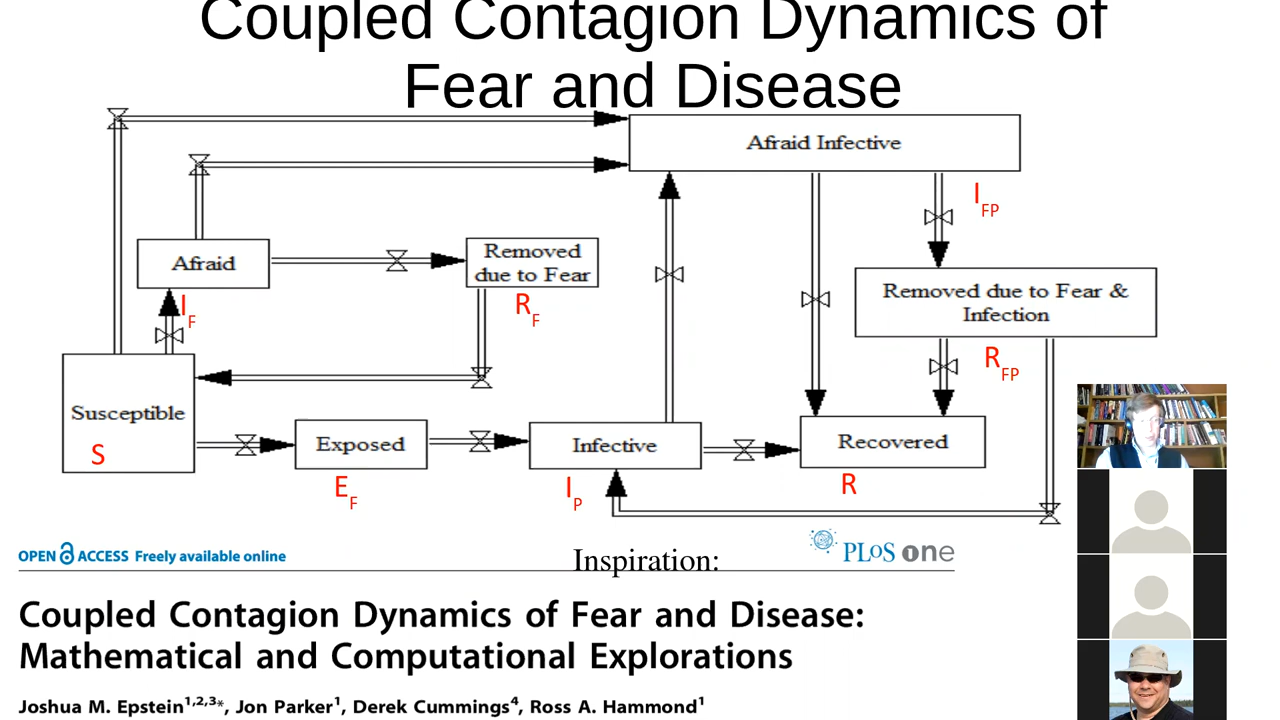 Coupled Contagion Dynamics of
Fear and Disease
Afraid Infective
I FP
Afraid
I F
Removed
due to Fear
R F
Removed due to Fear &
Infection
R FP
Susceptible
S
Exposed
E F
Infective
I P
Recovered
R
OPEN ACCESS Freely available online
Inspiration:
PLoS one
Coupled Contagion Dynamics of Fear and Disease:
Mathematical and Computational Explorations
Joshua M. Epstein1,2,3*, Jon Parker1, Derek Cummings4, Ross A. Hammond1